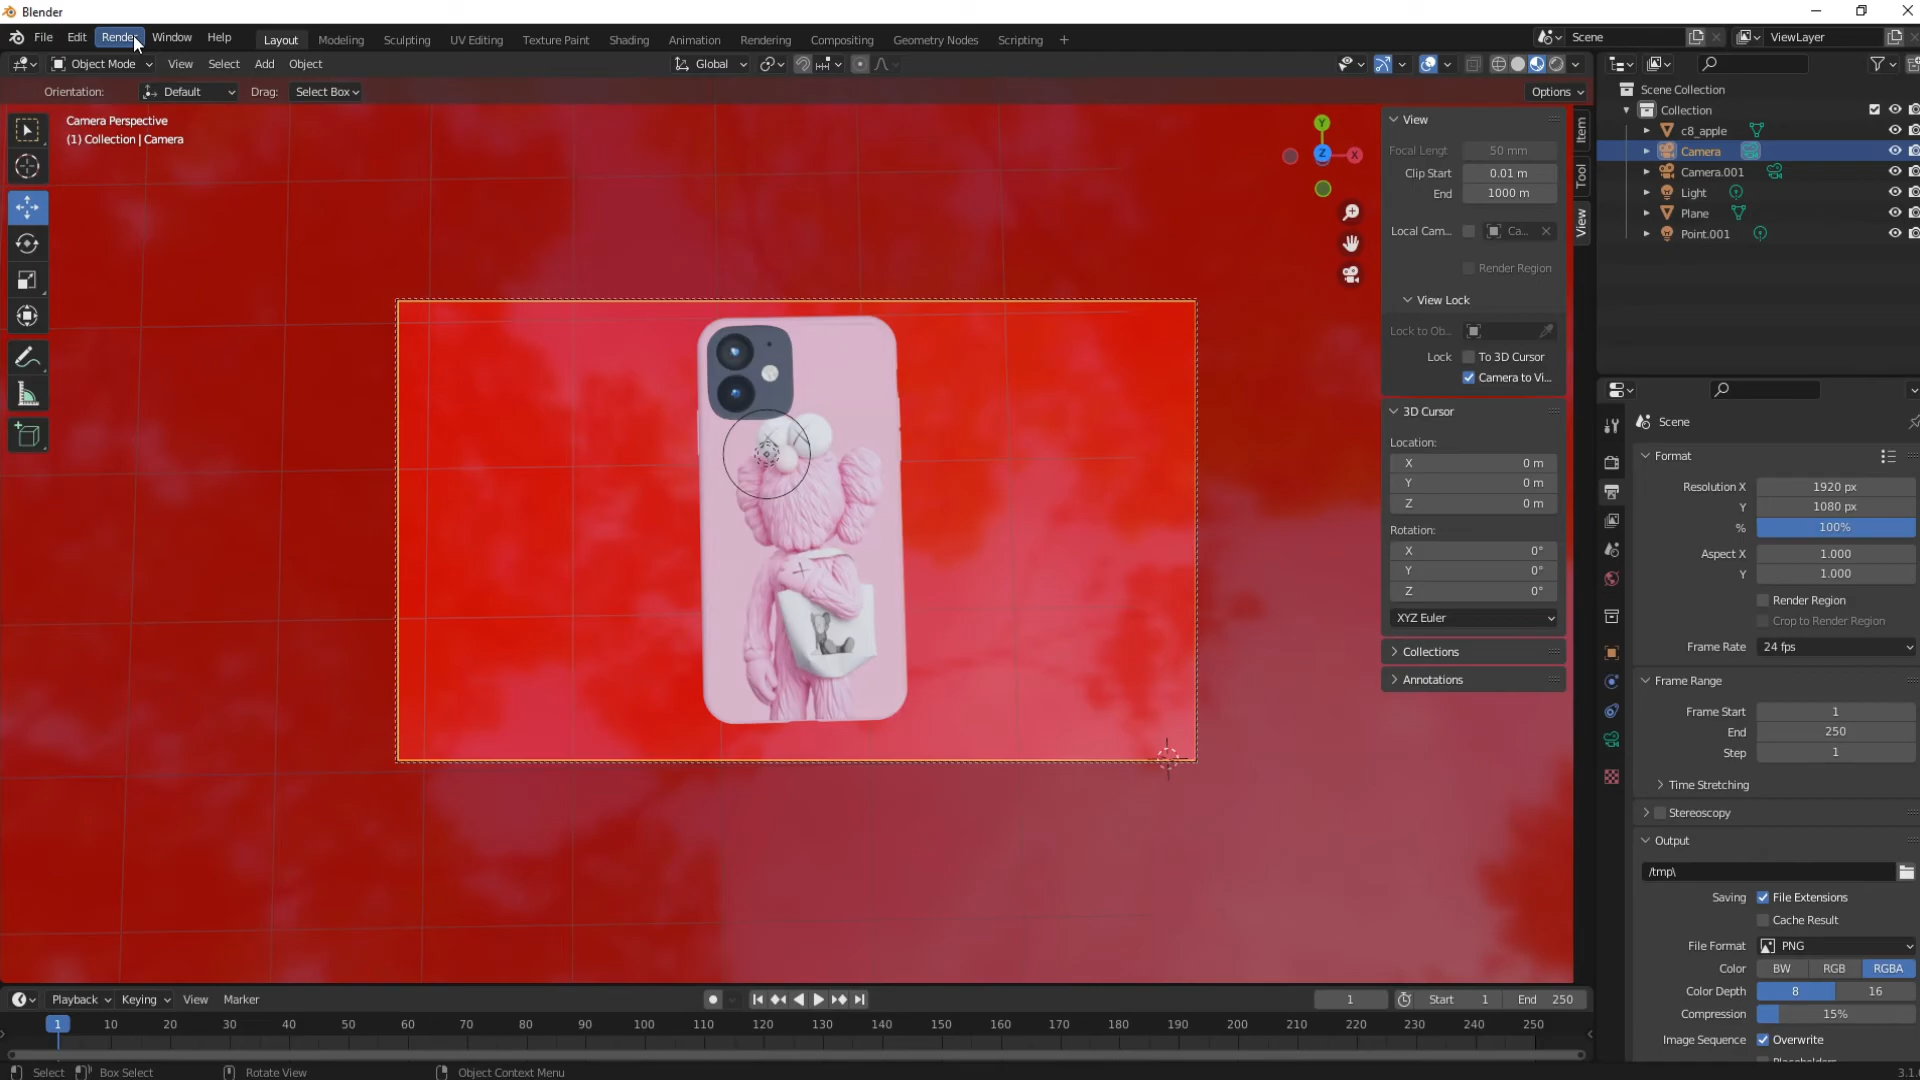 Blender
File Edit Render Window Help Layout Modeling Sculpting UV Editing Texture Paint Shading Animation Rendering Compositing Geometry Nodes Scripting + Scene ViewLayer
Object Mode View Select Add Object Global
Orientation: Default Drag: Select Box Options
Camera Perspective
(1) Collection | Camera
Y
Z
X
View
Focal Lengt 50 mm
Clip Start 0.01 m
End 1000 m
Local Cam... Ca...
Render Region
View Lock
Lock to Ob...
Lock To 3D Cursor
Camera to Vi...
3D Cursor
Location:
X 0 m
Y 0 m
Z 0 m
Rotation:
X 0°
Y 0°
Z 0°
XYZ Euler
Collections
Annotations
Item
Tool
View
Scene Collection
Collection
c8_apple
Camera
Camera.001
Light
Plane
Point.001
Scene
Format
Resolution X 1920 px
Y 1080 px
% 100%
Aspect X 1.000
Y 1.000
Render Region
Crop to Render Region
Frame Rate 24 fps
Frame Range
Frame Start 1
End 250
Step 1
Time Stretching
Stereoscopy
Output
/tmp\
Saving File Extensions
Cache Result
File Format PNG
Color BW RGB RGBA
Color Depth 8 16
Compression 15%
Image Sequence Overwrite
Playback Keying View Marker 1 Start 1 End 250
1 10 20 30 40 50 60 70 80 90 100 110 120 130 140 150 160 170 180 190 200 210 220 230 240 250
Select Box Select Rotate View Object Context Menu 3.1.